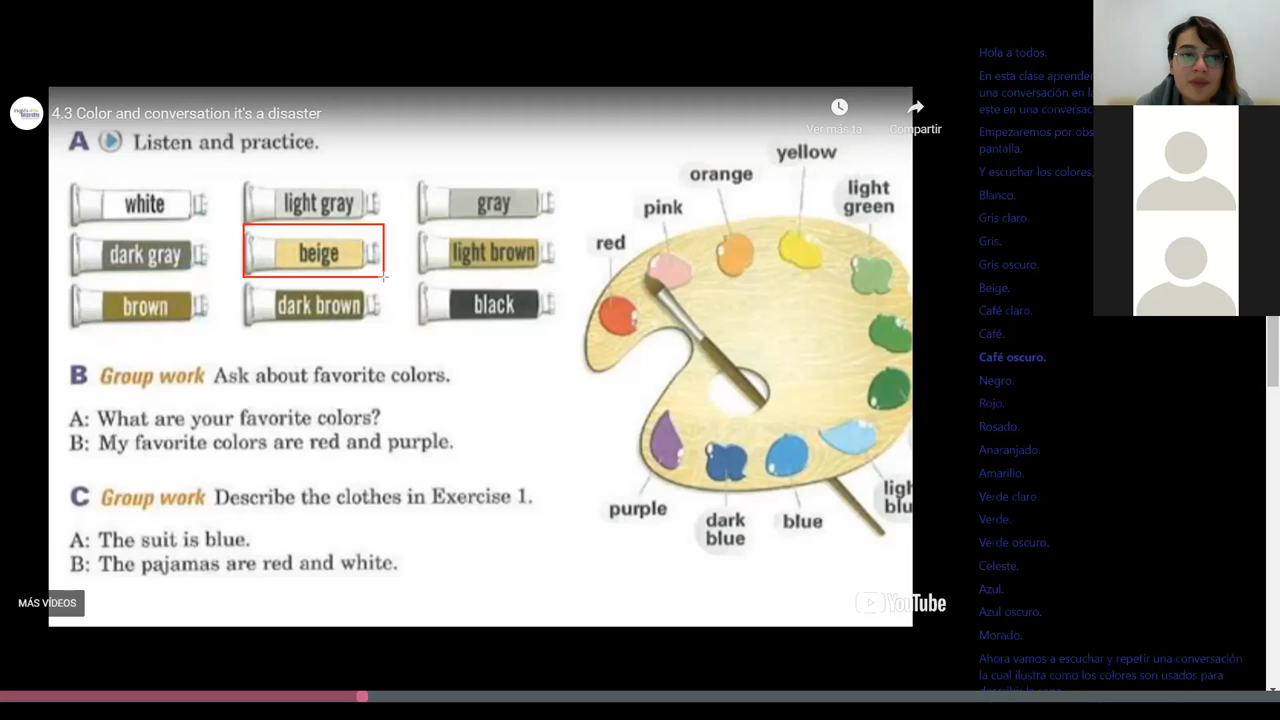 4.3 Color and conversation it's a disaster
Ver más ta
Compartir
A Listen and practice.
white
light gray
gray
dark gray
beige
light brown
brown
dark brown
black
red
pink
orange
yellow
light
green
purple
dark
blue
blue
ligh
blu
B Group work Ask about favorite colors.
A: What are your favorite colors?
B: My favorite colors are red and purple.
C Group work Describe the clothes in Exercise 1.
A: The suit is blue.
B: The pajamas are red and white.
MÁS VÍDEOS
YouTube
Hola a todos.
En esta clase aprender
una conversación en la
este en una conversac
Empezaremos por obs
pantalla.
Y escuchar los colores,
Blanco.
Gris claro.
Gris.
Gris oscuro.
Beige.
Café claro.
Café.
Café oscuro.
Negro.
Rojo.
Rosado.
Anaranjado.
Amarillo.
Verde claro
Verde.
Verde oscuro.
Celeste.
Azul.
Azul oscuro.
Morado.
Ahora vamos a escuchar y repetir una conversación
la cual ilustra como los colores son usados para